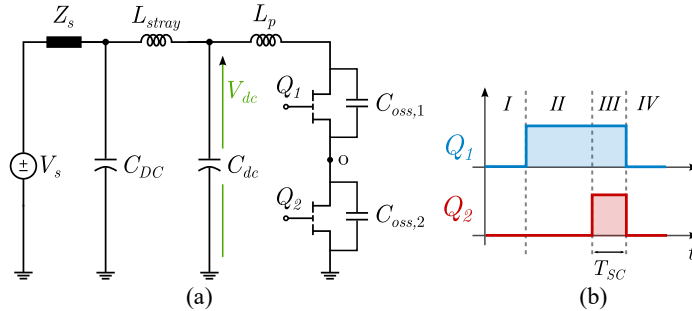 Z_s
L_stray
L_p
Q_1
C_oss,1
V_dc
V_s
C_DC
C_dc
o
Q_2
C_oss,2
(a)
I II III IV
Q_1
Q_2
t
T_SC
(b)